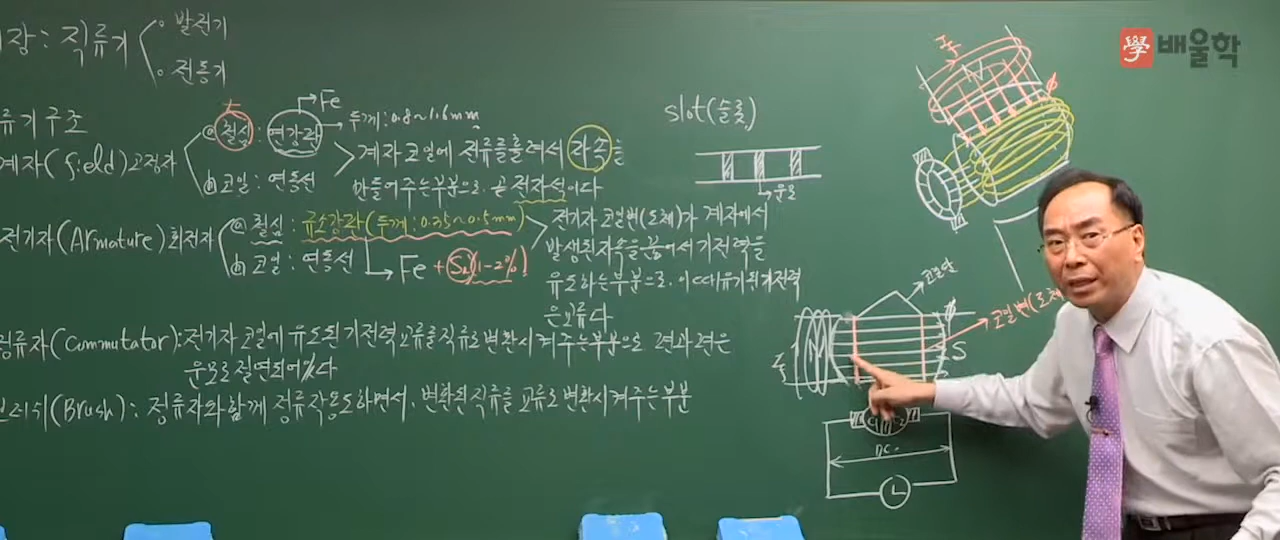 장 : 직류기
○ 발전기
○ 전동기
류기 구조
계자(field)고정자
ⓐ철심 : 연강판
Fe
두께:0.8~1.6mm
ⓑ코일 : 연동선
계자 코일에 전류를 흘려서 자속을
만들어주는부분으로. 곧 전자석이다
전기자(Armature)회전자
ⓐ철심 : 규소강판(두께:0.35~0.5mm)
ⓑ코일 : 연동선
Fe + (1~2%)
전기자 코일변(도체)가 계자에서
발생된자속을 끊어서 기전력을
유도하는부분으로. 이때유기된기전력
은교류다
정류자(Commutator):전기자 코일에 유도된 기전력 교류를 직류로 변환시켜주는부분으로 편과 편은
운모로 절연되어있다
브러쉬(Brush) : 정류자와함께 정류작용도하면서. 변환된직류를 교류로변환시켜주는부분
slot(슬롯)
운모
코일변(도체
S
DC
배울학